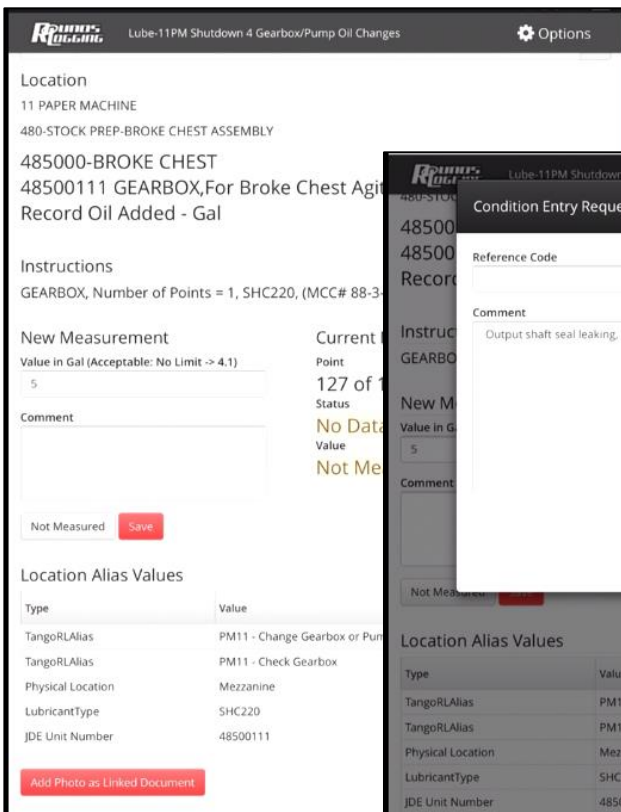 Rounds Logging
Lube-11PM Shutdown 4 Gearbox/Pump Oil Changes
Options
Location
11 PAPER MACHINE
480-STOCK PREP-BROKE CHEST ASSEMBLY
485000-BROKE CHEST
48500111 GEARBOX,For Broke Chest Agit
Record Oil Added - Gal
Instructions
GEARBOX, Number of Points = 1, SHC220, (MCC# 88-3-
New Measurement
Value in Gal (Acceptable: No Limit -> 4.1)
5
Comment
Current
Point
127 of 1
Status
No Data
Value
Not Me
Not Measured
Save
Location Alias Values
Type Value
TangoRLAlias PM11 - Change Gearbox or Pum
TangoRLAlias PM11 - Check Gearbox
Physical Location Mezzanine
LubricantType SHC220
JDE Unit Number 48500111
Add Photo as Linked Document
Rounds Logging
Lube-11PM Shutdown
480-STOC
48500
48500
Record
Instruc
GEARBO
New M
Value in G
5
Comment
Not Measured
Save
Condition Entry Reque
Reference Code
Comment
Output shaft seal leaking,
Location Alias Values
Type Valu
TangoRLAlias PM1
TangoRLAlias PM1
Physical Location Mez
LubricantType SHC
JDE Unit Number 485